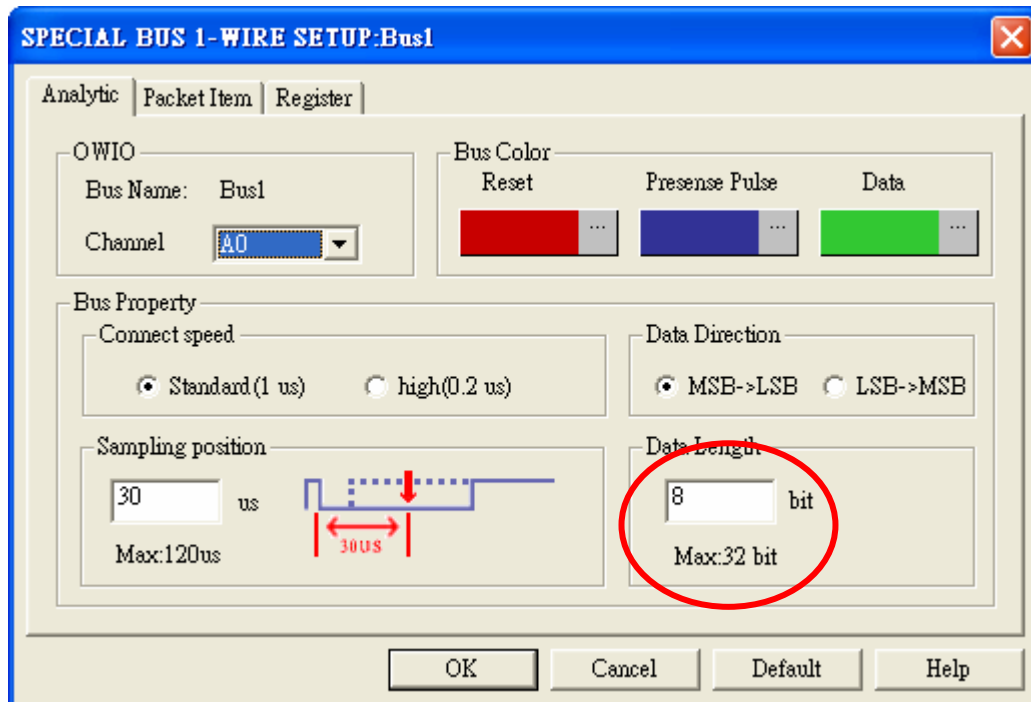 SPECIAL BUS 1-WIRE SETUP:Bus1
Analytic Packet Item Register
OWIO
Bus Name: Bus1
Channel A0
Bus Color
Reset Presense Pulse Data
... ... ...
Bus Property
Connect speed
Standard(1 us) high(0.2 us)
Data Direction
MSB->LSB LSB->MSB
Sampling position
30 us
Max:120us
30US
Data Length
8 bit
Max:32 bit
OK Cancel Default Help